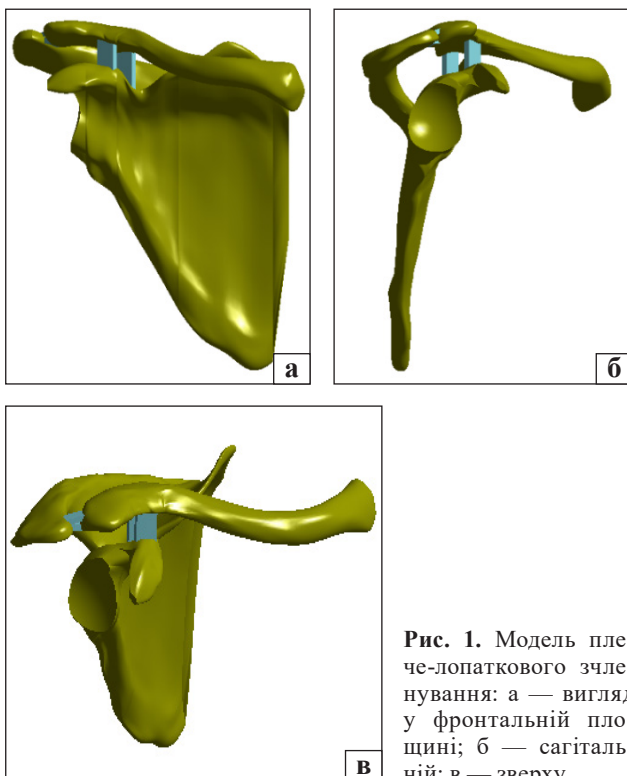 а
б
в
Рис. 1. Модель пле
че-лопаткового зчле
нування: а — вигляд
у фронтальній пло
щині; б — сагіталь
ній; в — зверху